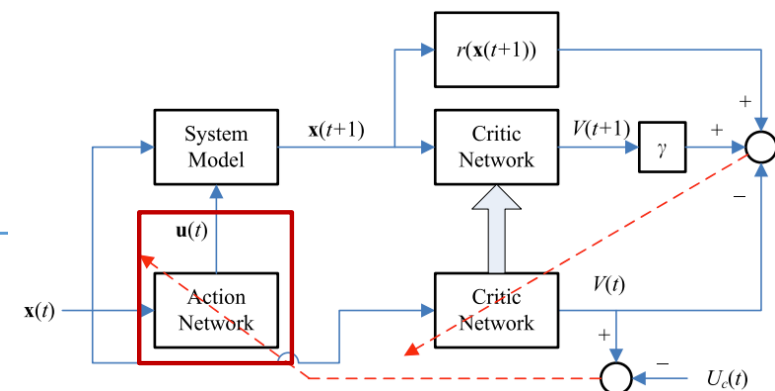 r(x(t+1))
+
System
Model
x(t+1)
Critic
Network
V(t+1)
γ
+
−
u(t)
x(t)
Action
Network
Critic
Network
V(t)
+
−
U_c(t)